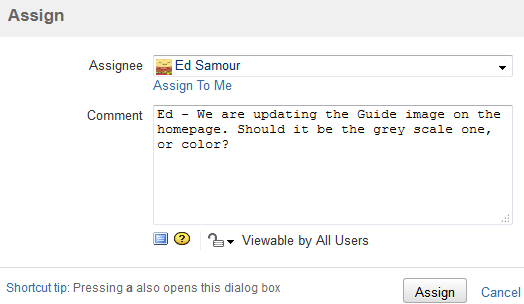 Assign
Assignee Ed Samour
Assign To Me
Comment Ed - We are updating the Guide image on the
homepage. Should it be the grey scale one,
or color?
? Viewable by All Users
Shortcut tip: Pressing a also opens this dialog box Assign Cancel